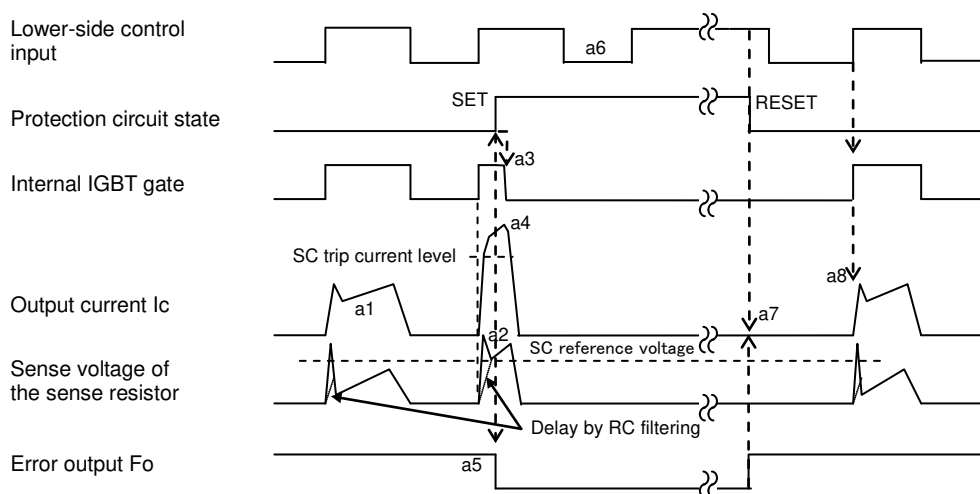 Lower-side control
input
a6
SET
RESET
Protection circuit state
a3
Internal IGBT gate
a4
SC trip current level
a8
Output current Ic
a1
a7
a2
SC reference voltage
Sense voltage of
the sense resistor
Delay by RC filtering
Error output Fo
a5